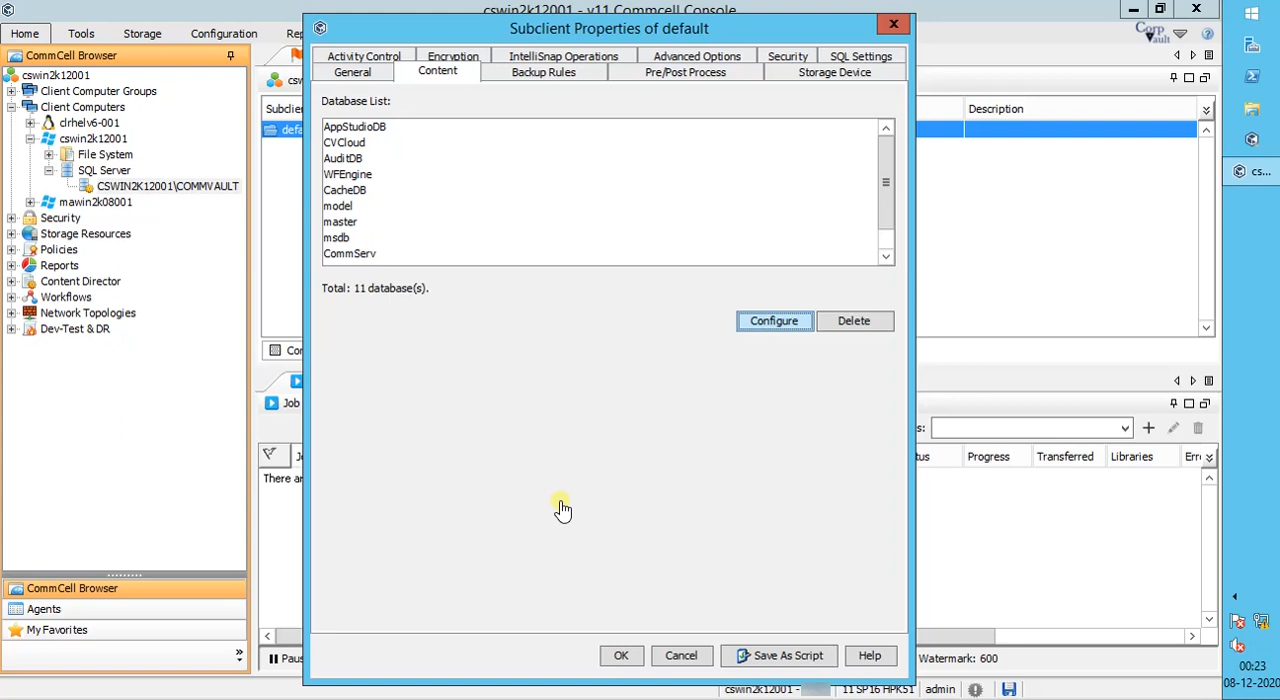 cswin2k12001 - v11 Commcell Console
Home Tools Storage Configuration
Subclient Properties of default
CommCell Browser
cswin2k12001
Client Computer Groups
Client Computers
clrhelv6-001
cswin2k12001
File System
SQL Server
CSWIN2K12001\COMMVAULT
mawin2k08001
Security
Storage Resources
Policies
Reports
Content Director
Workflows
Network Topologies
Dev-Test & DR
CommCell Browser
Agents
My Favorites
Activity Control Encryption IntelliSnap Operations Advanced Options Security SQL Settings
General Content Backup Rules Pre/Post Process Storage Device
Database List:
AppStudioDB
CVCloud
AuditDB
WFEngine
CacheDB
model
master
msdb
CommServ
Total: 11 database(s).
Configure Delete
OK Cancel Save As Script Help
Description
Progress Transferred Libraries
Job
There
Watermark: 600
cswin2k12001 - 11 SP16 HPK51 admin
cs...
00:23
08-12-2020